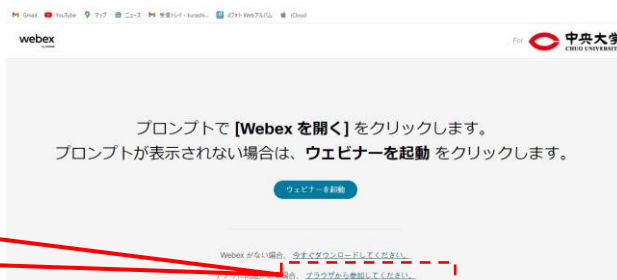 Gmail YouTube マップ ニュース iCloud
webex
For 中央大学
CHUO UNIVERSITY
プロンプトで [Webex を開く] をクリックします。
プロンプトが表示されない場合は、ウェビナーを起動 をクリックします。
ウェビナーを起動
Webex がない場合、今すぐダウンロードしてください。
場合、ブラウザから参加してください。